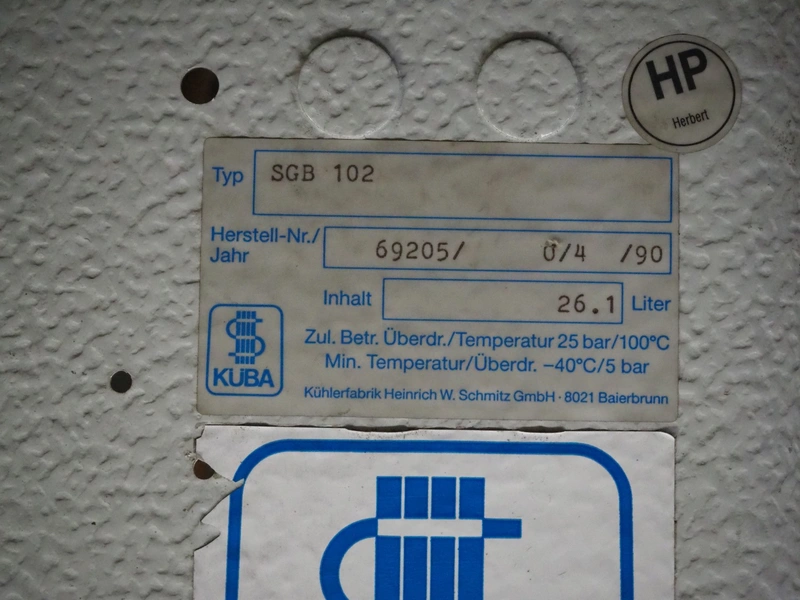 HP
Herbert
Typ SGB 102
Herstell-Nr./
Jahr 69205/ 0/4 /90
Inhalt 26.1 Liter
Zul. Betr. Überdr./Temperatur 25 bar/100°C
Min. Temperatur/Überdr. –40°C/5 bar
KÜBA
Kühlerfabrik Heinrich W. Schmitz GmbH · 8021 Baierbrunn